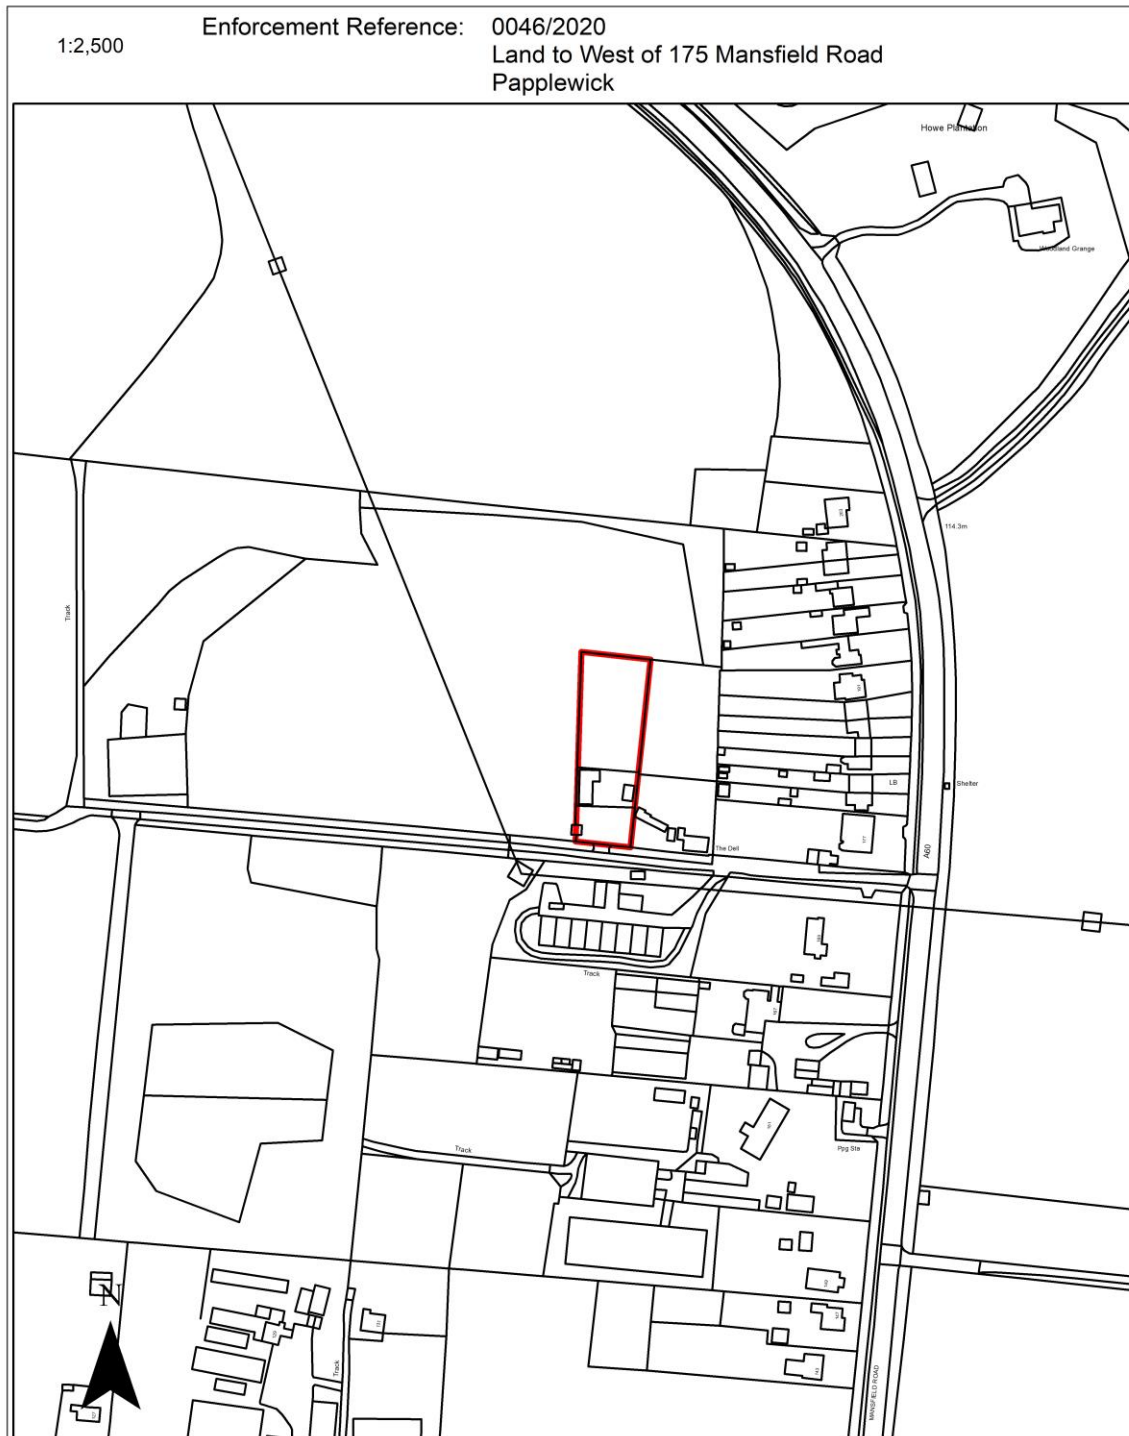 1:2,500
Enforcement Reference: 0046/2020
Land to West of 175 Mansfield Road
Papplewick
Howe Plantation
Woodland Grange
114.3m
Track
LB
Shelter
The Dell
A60
177
Track
Ppg Sta
Track
N
Track
MANSFIELD ROAD